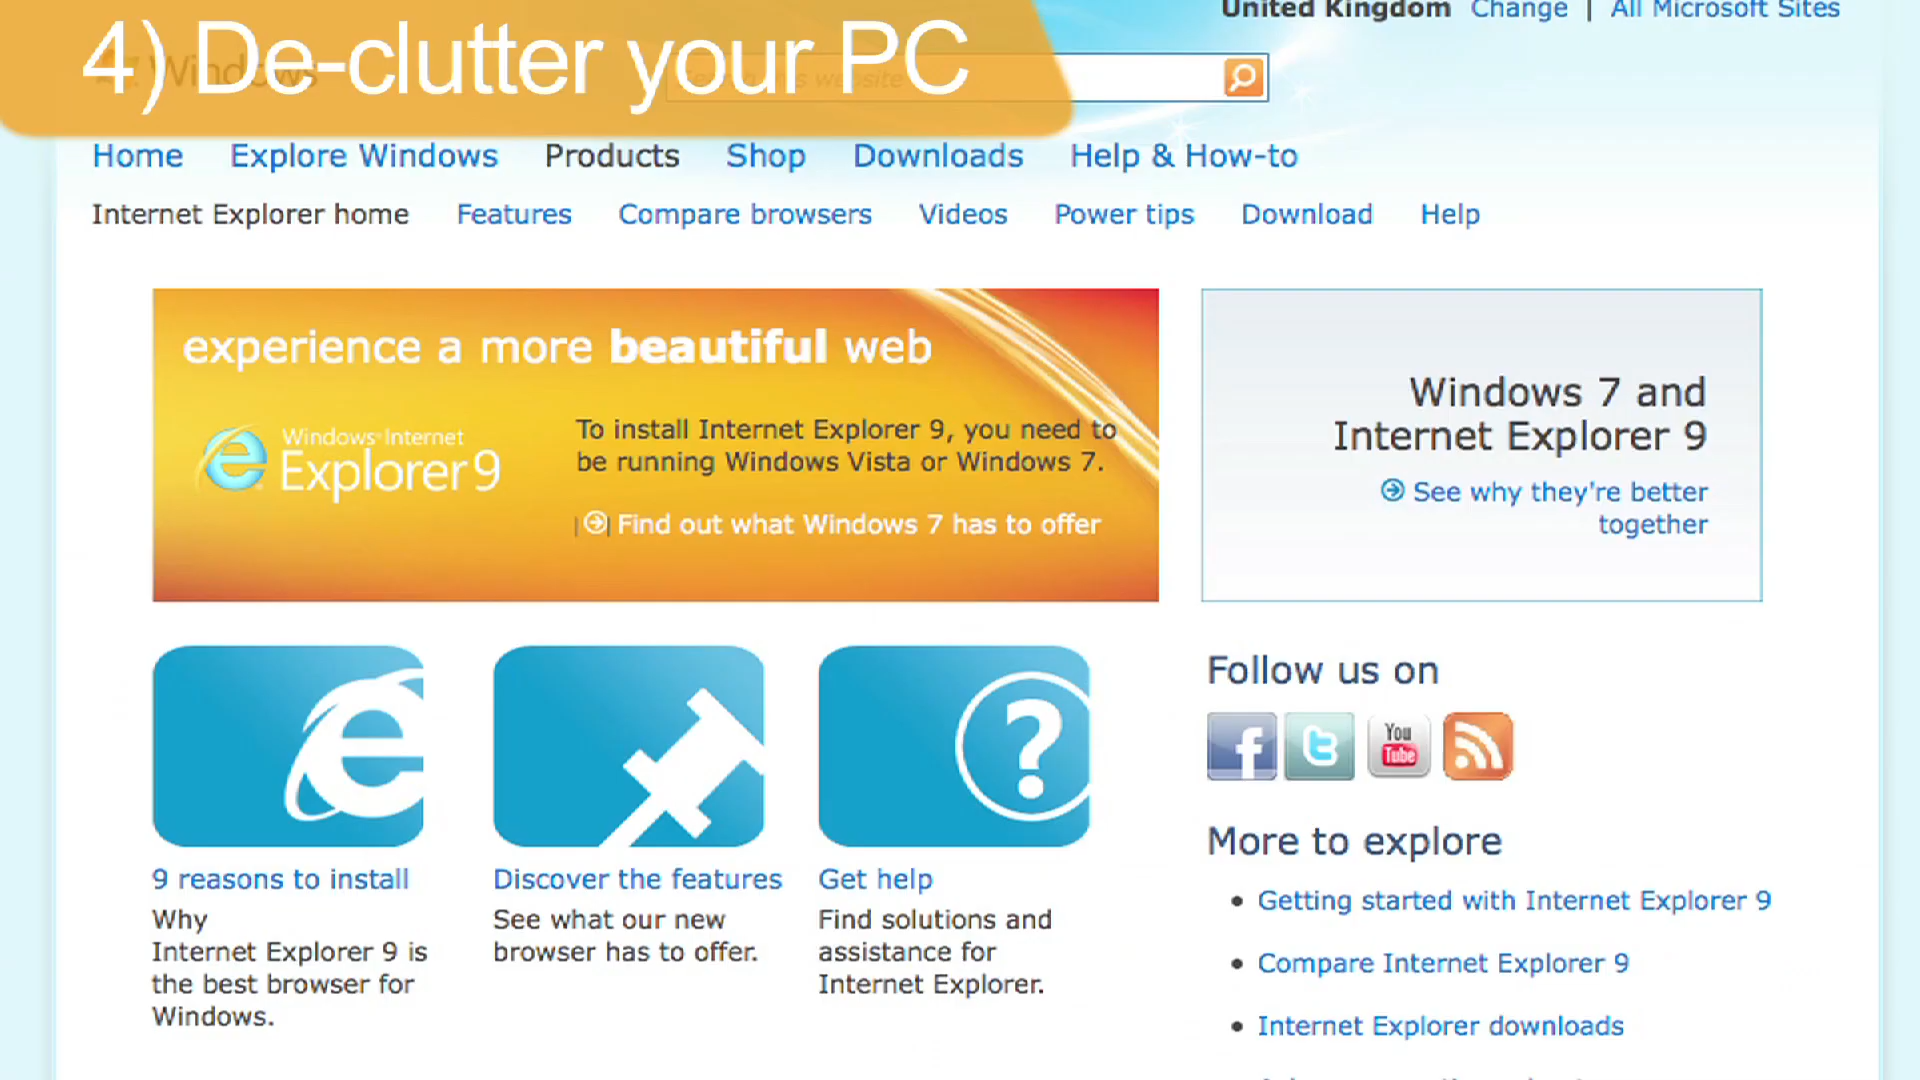 United Kingdom Change | All Microsoft Sites
4) De-clutter your PC
Windows
Home Explore Windows Products Shop Downloads Help & How-to
Internet Explorer home Features Compare browsers Videos Power tips Download Help
experience a more beautiful web
Windows Internet
Explorer 9
To install Internet Explorer 9, you need to
be running Windows Vista or Windows 7.
Find out what Windows 7 has to offer
Windows 7 and
Internet Explorer 9
See why they're better
together
9 reasons to install
Why
Internet Explorer 9 is
the best browser for
Windows.
Discover the features
See what our new
browser has to offer.
Get help
Find solutions and
assistance for
Internet Explorer.
Follow us on
You
Tube
More to explore
• Getting started with Internet Explorer 9
• Compare Internet Explorer 9
• Internet Explorer downloads